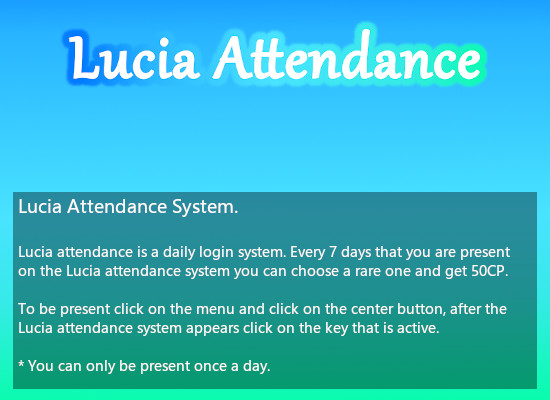 Lucia Attendance
Lucia Attendance System.
Lucia attendance is a daily login system. Every 7 days that you are present
on the Lucia attendance system you can choose a rare one and get 50CP.
To be present click on the menu and click on the center button, after the
Lucia attendance system appears click on the key that is active.
* You can only be present once a day.